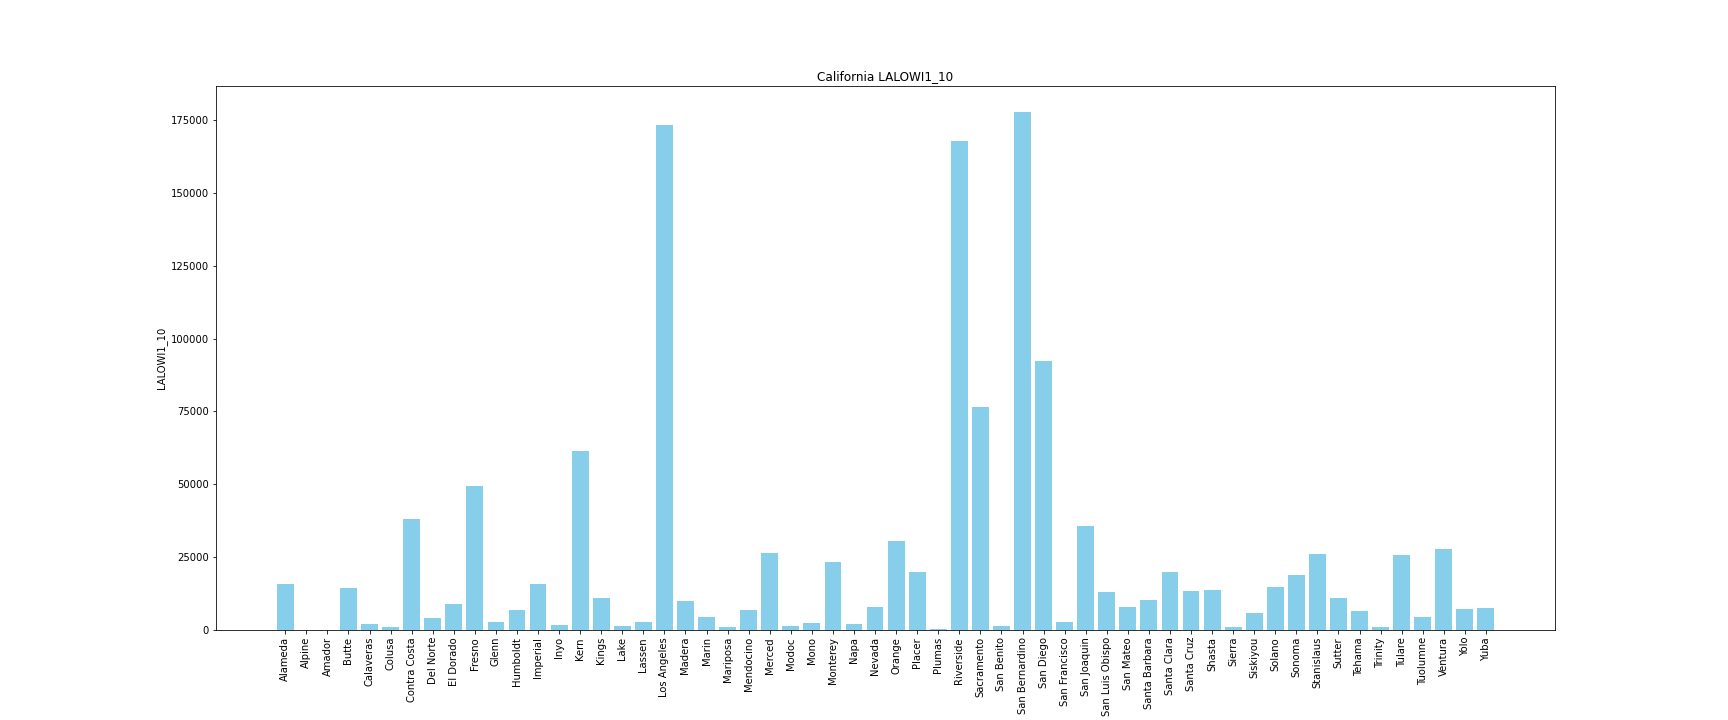 California LALOWI1_10
175000
150000
125000
100000
75000
50000
25000
0
LALOWI1_10
Alameda
Alpine
Amador
Butte
Calaveras
Colusa
Contra Costa
Del Norte
El Dorado
Fresno
Glenn
Humboldt
Imperial
Inyo
Kern
Kings
Lake
Lassen
Los Angeles
Madera
Marin
Mariposa
Mendocino
Merced
Modoc
Mono
Monterey
Napa
Nevada
Orange
Placer
Plumas
Riverside
Sacramento
San Benito
San Bernardino
San Diego
San Francisco
San Joaquin
San Luis Obispo
San Mateo
Santa Barbara
Santa Clara
Santa Cruz
Shasta
Sierra
Siskiyou
Solano
Sonoma
Stanislaus
Sutter
Tehama
Trinity
Tulare
Tuolumne
Ventura
Yolo
Yuba